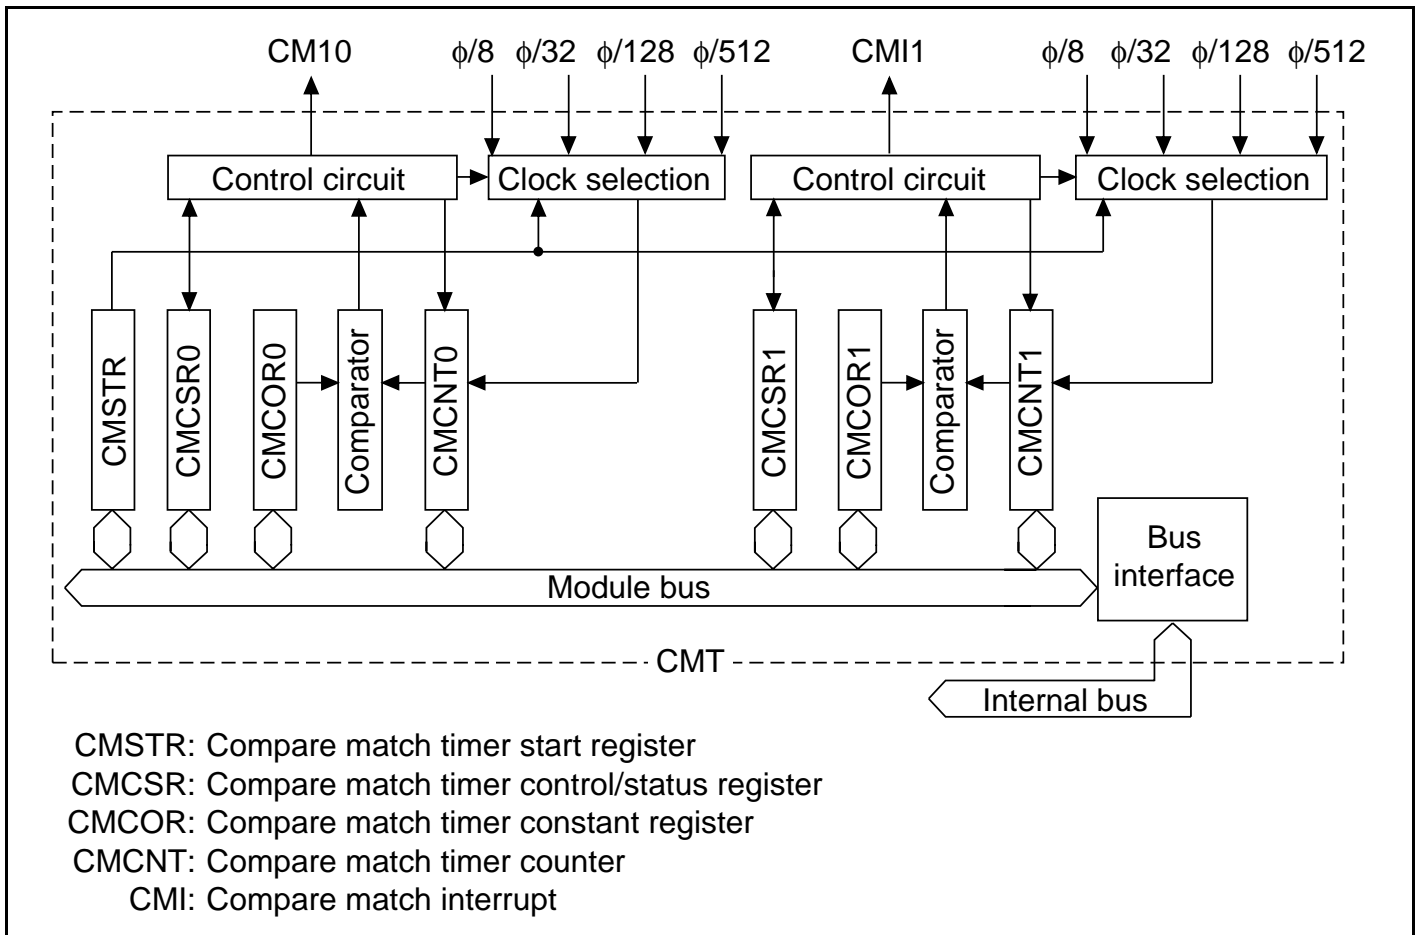 CM10 ϕ/8 ϕ/32 ϕ/128 ϕ/512 CMI1 ϕ/8 ϕ/32 ϕ/128 ϕ/512
Control circuit Clock selection Control circuit Clock selection
CMSTR
CMCSR0
CMCOR0
Comparator
CMCNT0
CMCSR1
CMCOR1
Comparator
CMCNT1
Bus
interface
Module bus
CMT
Internal bus
CMSTR: Compare match timer start register
CMCSR: Compare match timer control/status register
CMCOR: Compare match timer constant register
CMCNT: Compare match timer counter
CMI: Compare match interrupt